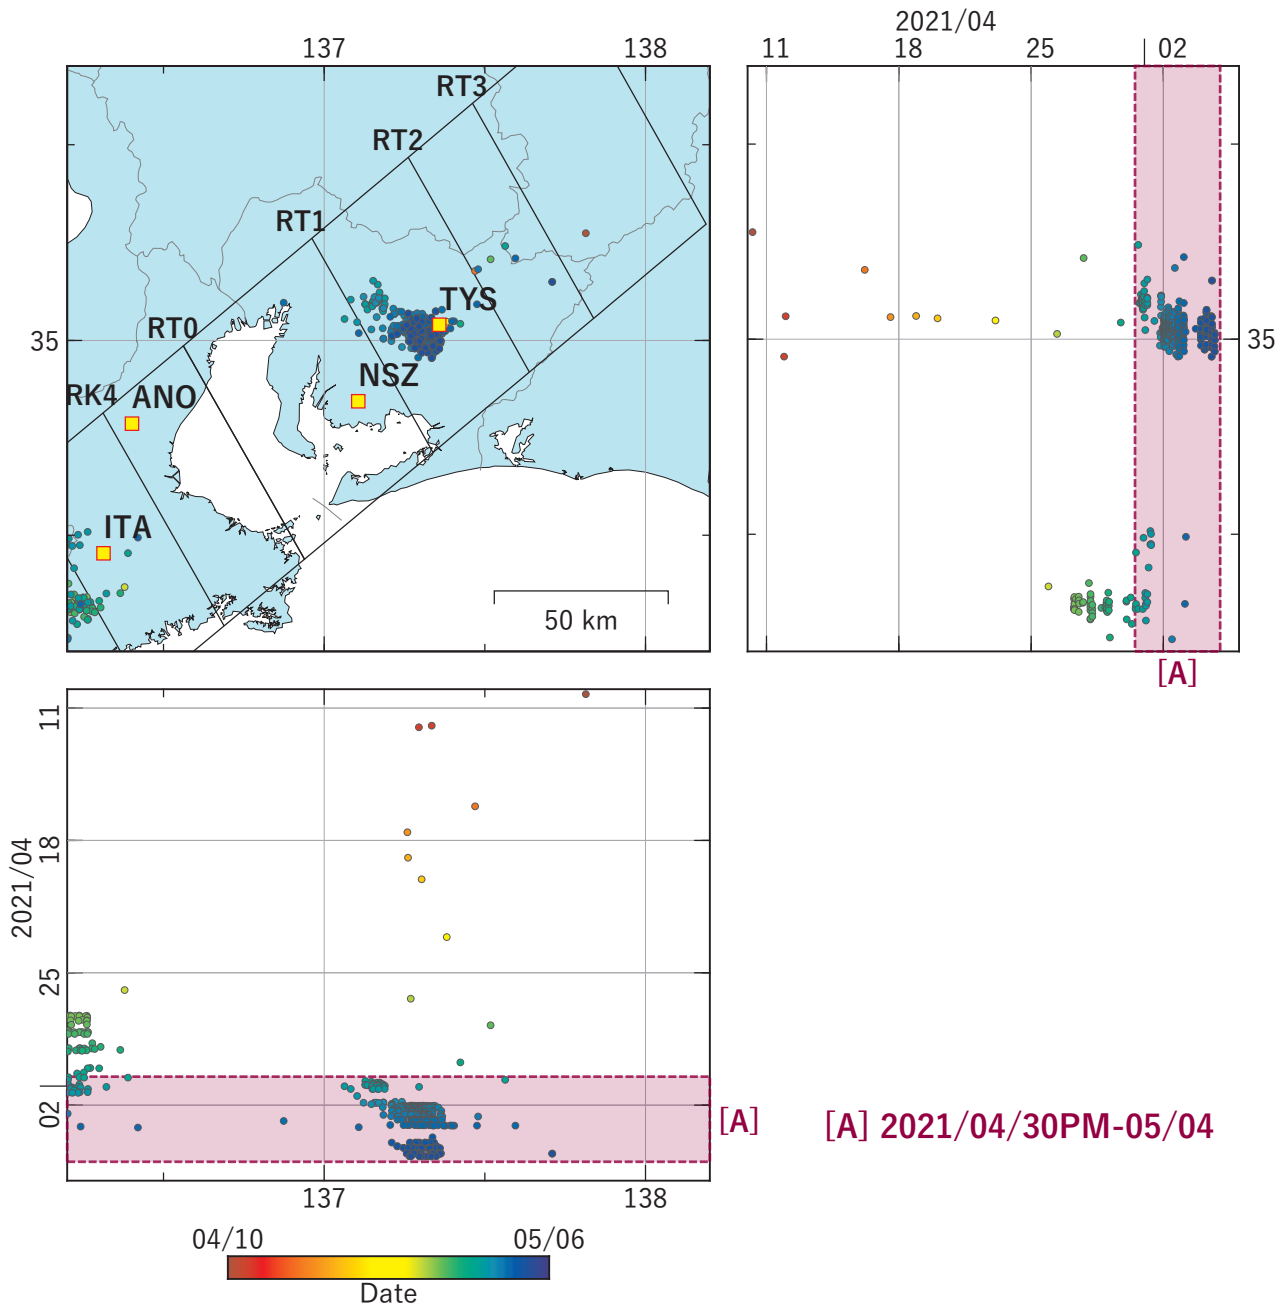 2021/04
137
138
11
18
25
02
RT3
RT2
RT1
TYS
RT0
35
35
NSZ
RK4
ANO
ITA
50 km
[A]
11
18
2021/04
25
02
[A]
[A] 2021/04/30PM-05/04
137
138
04/10
05/06
Date